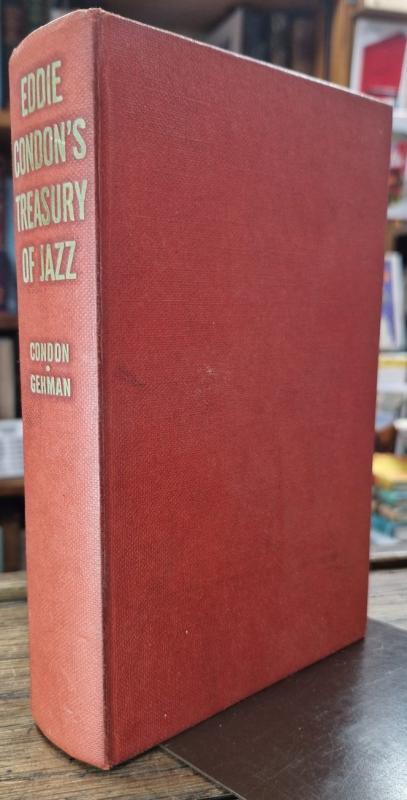 EDDIE
CONDON'S
TREASURY
OF JAZZ
CONDON
•
GEHMAN